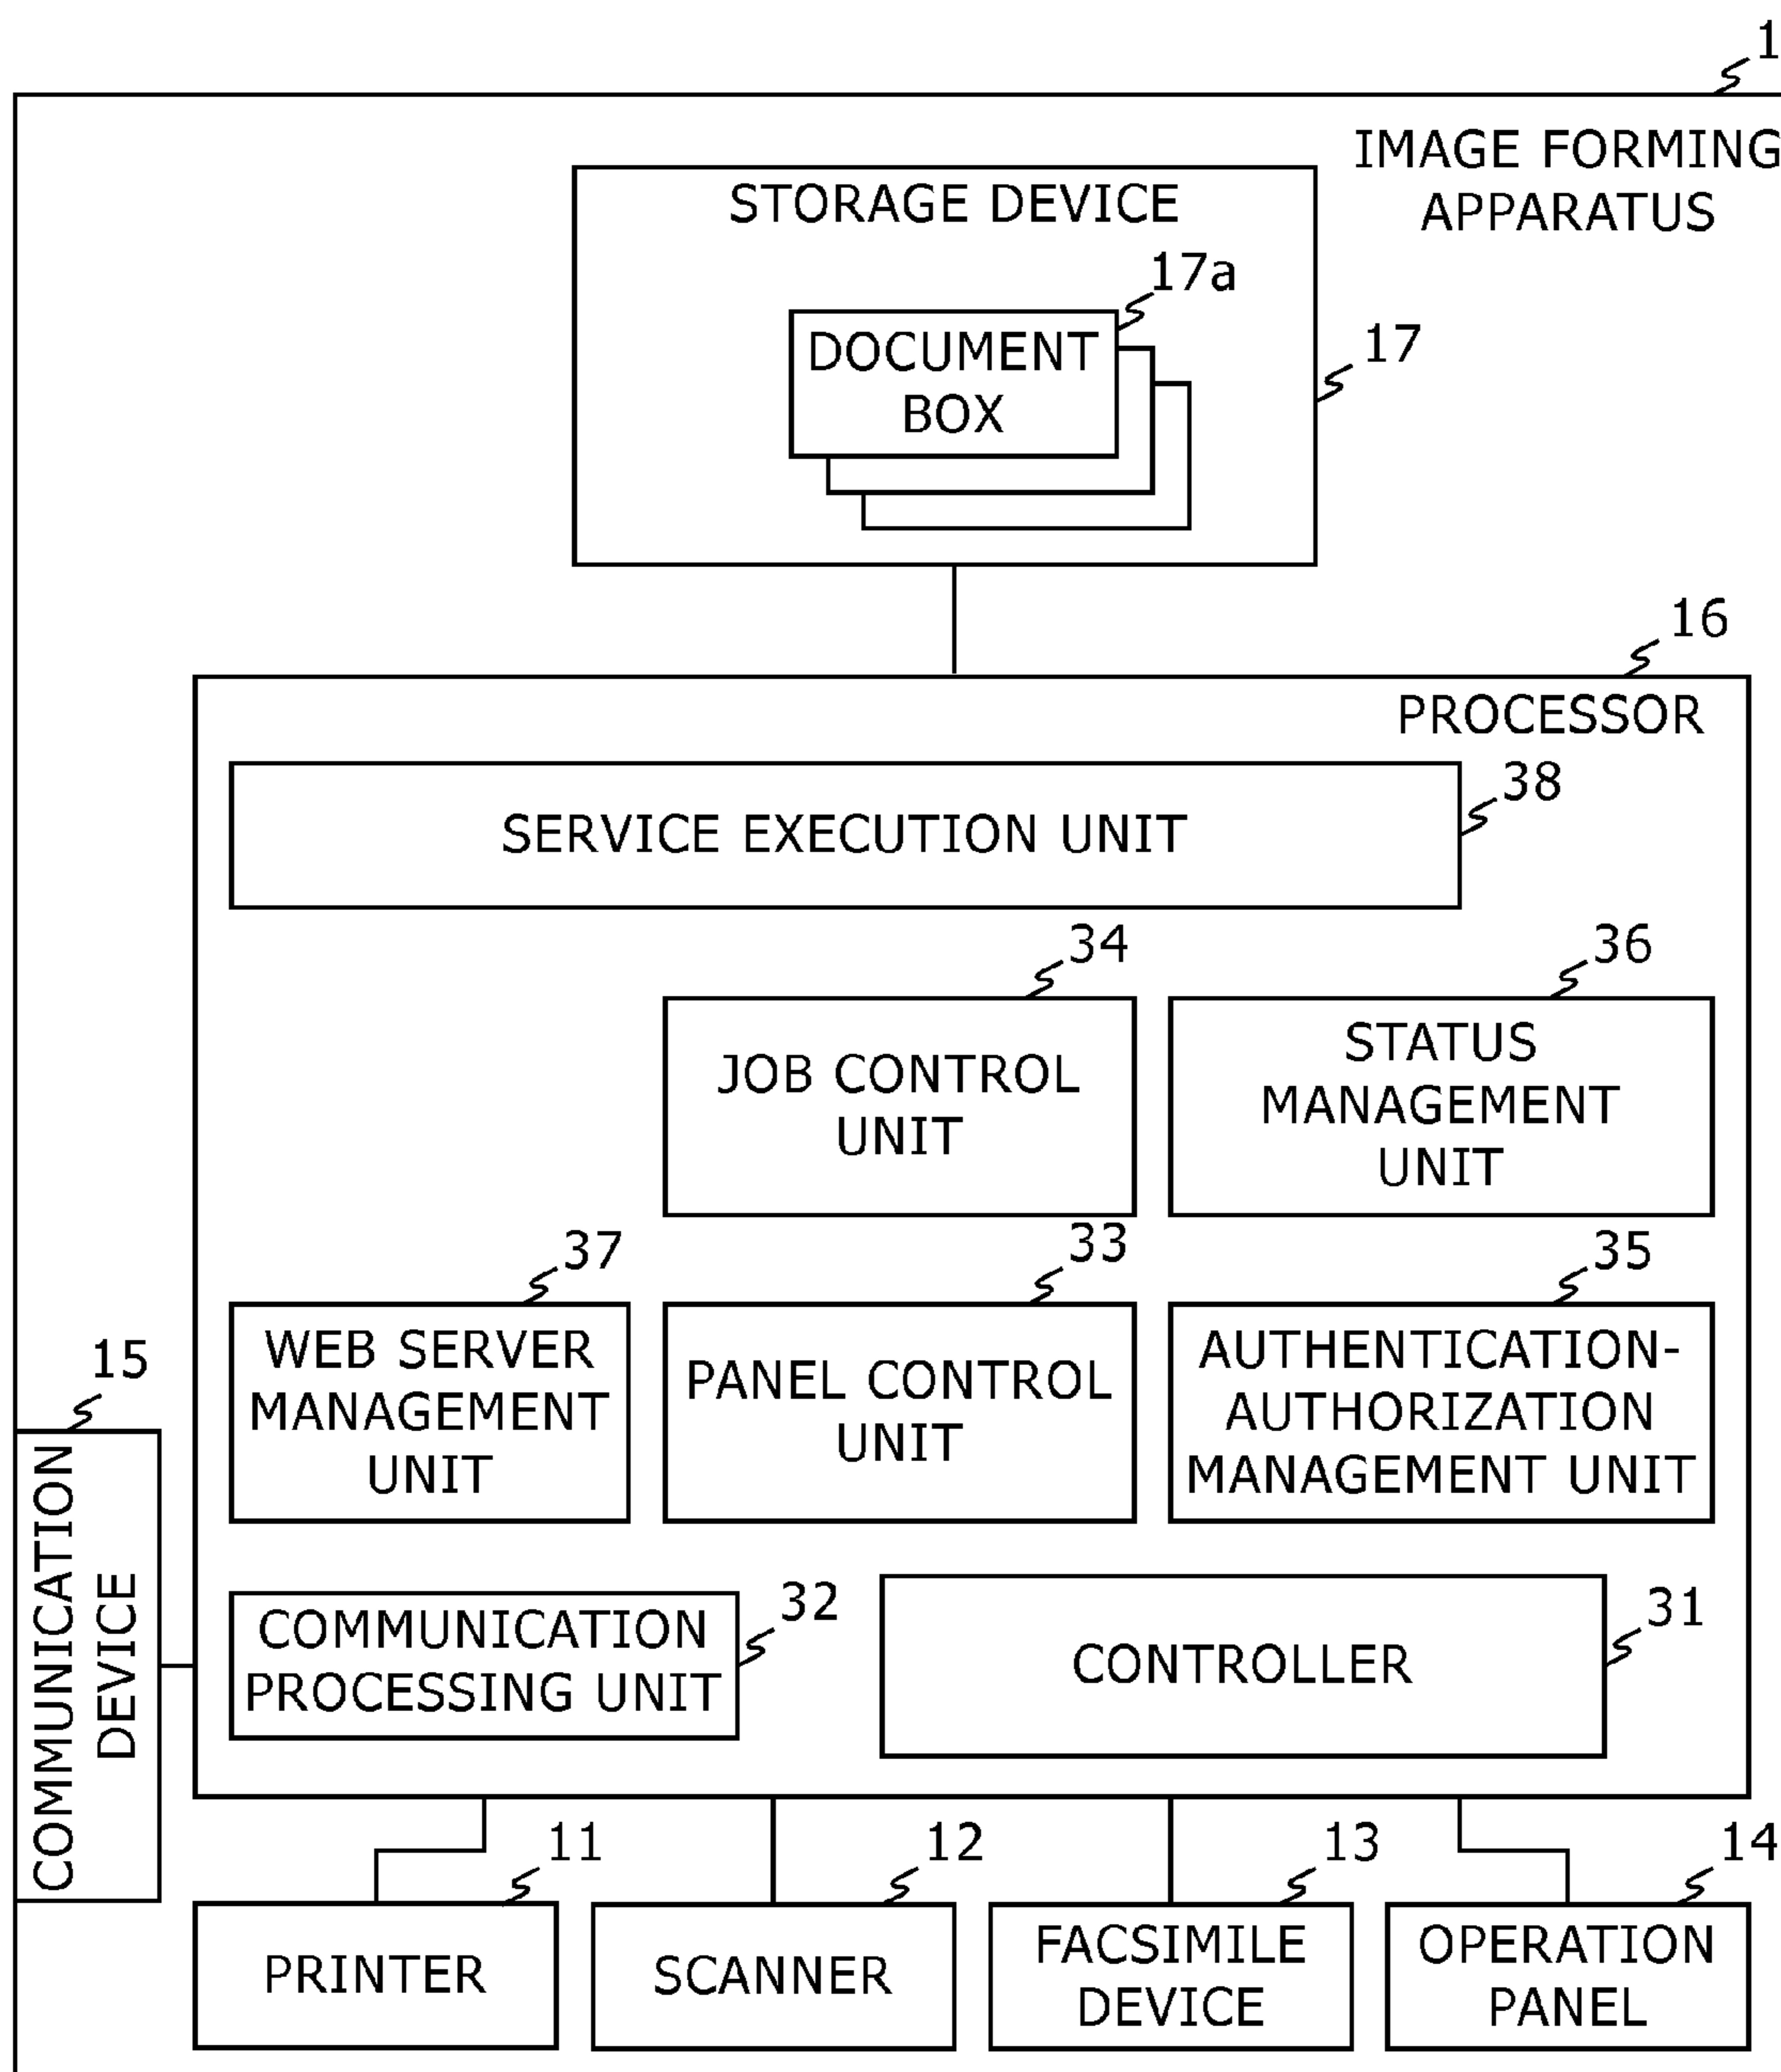 1
IMAGE FORMING
APPARATUS
STORAGE DEVICE
17a
DOCUMENT
BOX
17
16
PROCESSOR
38
SERVICE EXECUTION UNIT
34
36
JOB CONTROL
UNIT
STATUS
MANAGEMENT
UNIT
37
33
35
WEB SERVER
MANAGEMENT
UNIT
PANEL CONTROL
UNIT
AUTHENTICATION-
AUTHORIZATION
MANAGEMENT UNIT
15
COMMUNICATION
DEVICE
32
COMMUNICATION
PROCESSING UNIT
31
CONTROLLER
11
12
13
14
PRINTER
SCANNER
FACSIMILE
DEVICE
OPERATION
PANEL